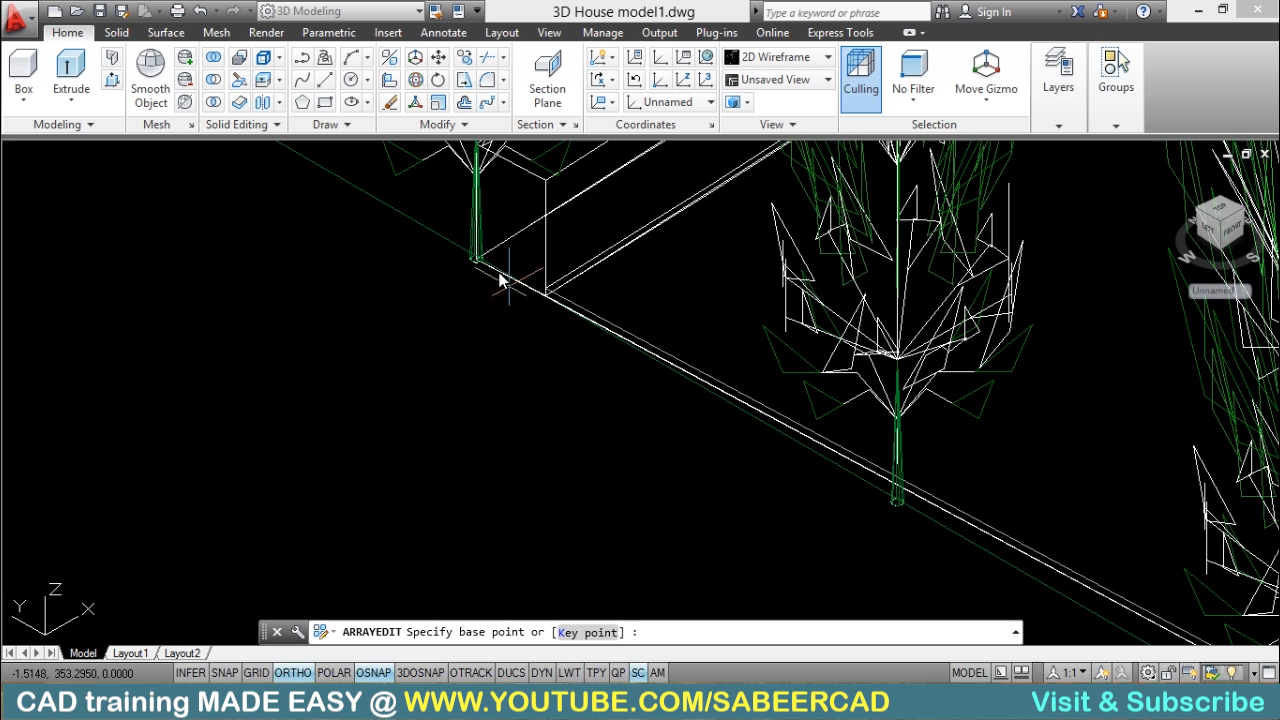 3D Modeling
3D House model1.dwg
Type a keyword or phrase
Sign In
Home Solid Surface Mesh Render Parametric Insert Annotate Layout View Manage Output Plug-ins Online Express Tools
2D Wireframe
Unsaved View
Unnamed
Box Extrude
Smooth Object
Section Plane
Culling No Filter Move Gizmo
Layers Groups
Modeling Mesh Solid Editing Draw Modify Section Coordinates View Selection
TOP
LEFT FRONT
W S
Unnamed
Z
Y X
ARRAYEDIT Specify base point or [Key point] :
Model Layout1 Layout2
-1.5148, 353.2950, 0.0000 INFER SNAP GRID ORTHO POLAR OSNAP 3DOSNAP OTRACK DUCS DYN LWT TPY QP SC AM MODEL 1:1
CAD training MADE EASY @ WWW.YOUTUBE.COM/SABEERCAD Visit & Subscribe